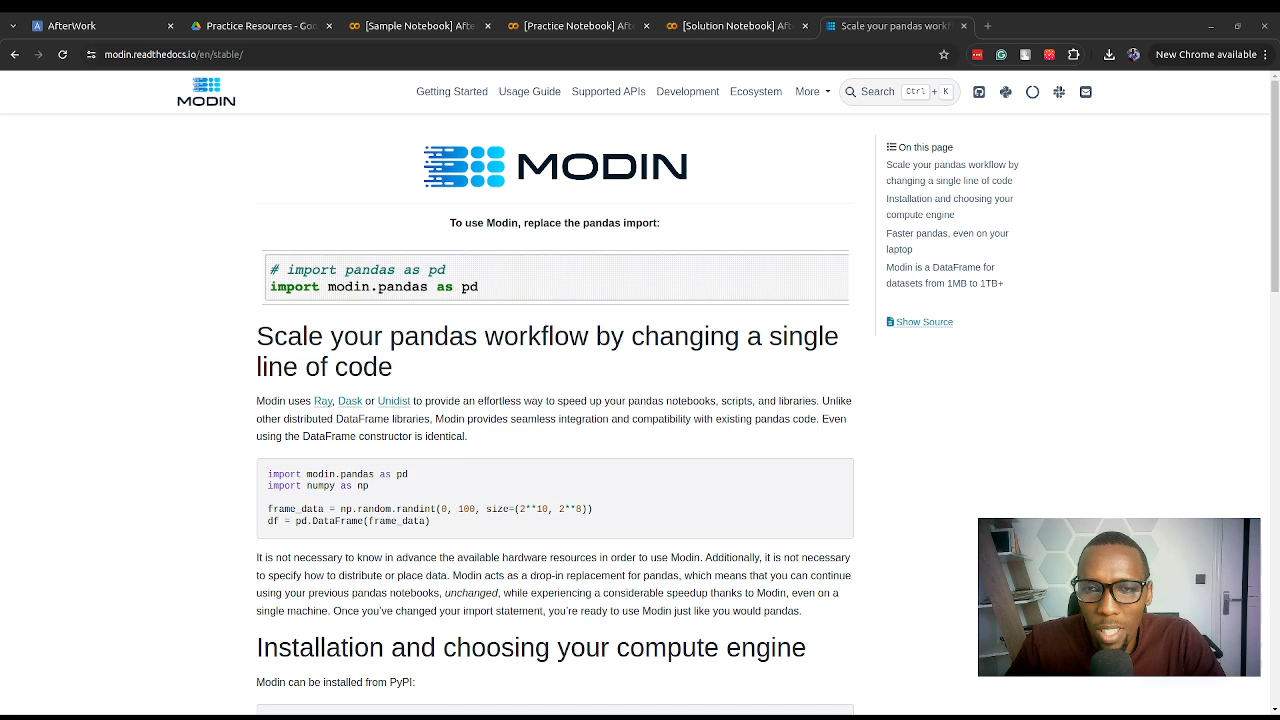 AfterWork
Practice Resources - Goo
[Sample Notebook] Afte
[Practice Notebook] Afte
[Solution Notebook] Afte
Scale your pandas workf
modin.readthedocs.io/en/stable/
New Chrome available
MODIN
Getting Started
Usage Guide
Supported APIs
Development
Ecosystem
More
Search Ctrl + K
MODIN
To use Modin, replace the pandas import:
# import pandas as pd
import modin.pandas as pd
Scale your pandas workflow by changing a single
line of code
Modin uses Ray, Dask or Unidist to provide an effortless way to speed up your pandas notebooks, scripts, and libraries. Unlike
other distributed DataFrame libraries, Modin provides seamless integration and compatibility with existing pandas code. Even
using the DataFrame constructor is identical.
import modin.pandas as pd
import numpy as np
frame_data = np.random.randint(0, 100, size=(2**10, 2**8))
df = pd.DataFrame(frame_data)
It is not necessary to know in advance the available hardware resources in order to use Modin. Additionally, it is not necessary
to specify how to distribute or place data. Modin acts as a drop-in replacement for pandas, which means that you can continue
using your previous pandas notebooks, unchanged, while experiencing a considerable speedup thanks to Modin, even on a
single machine. Once you've changed your import statement, you're ready to use Modin just like you would pandas.
Installation and choosing your compute engine
Modin can be installed from PyPI:
On this page
Scale your pandas workflow by
changing a single line of code
Installation and choosing your
compute engine
Faster pandas, even on your
laptop
Modin is a DataFrame for
datasets from 1MB to 1TB+
Show Source